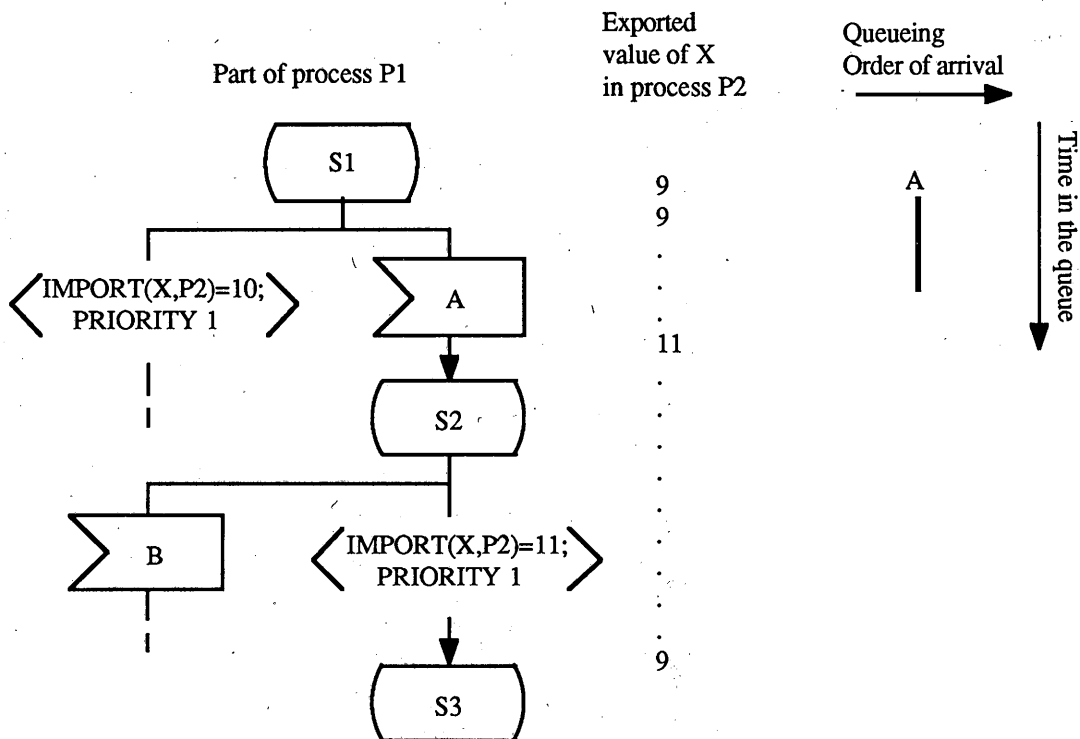 Part of process P1
Exported
value of X
in process P2
Queueing
Order of arrival
Time in the queue
S1
9
9
.
.
.
11
.
.
.
.
.
.
.
.
.
9
A
IMPORT(X,P2)=10;
PRIORITY 1
A
S2
B
IMPORT(X,P2)=11;
PRIORITY 1
S3